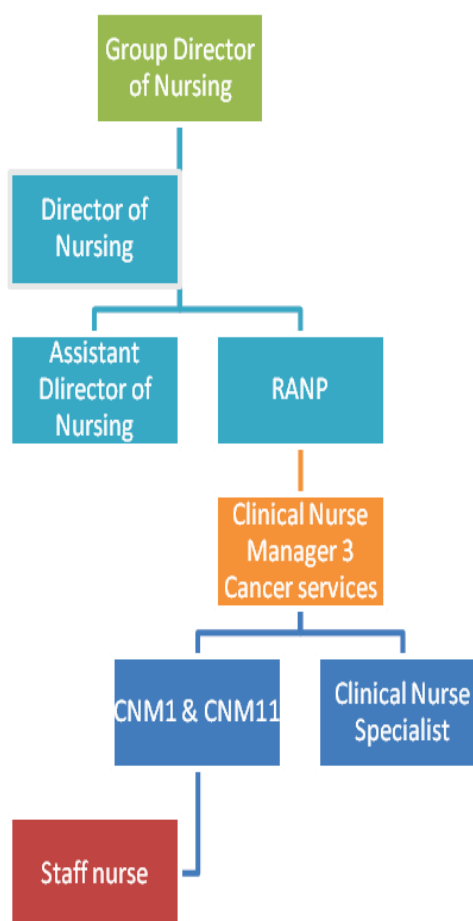 Group Director
of Nursing
Director of
Nursing
Assistant
DIirector of
Nursing
RANP
Clinical Nurse
Manager 3
Cancer services
CNM1 & CNM11
Clinical Nurse
Specialist
Staff nurse